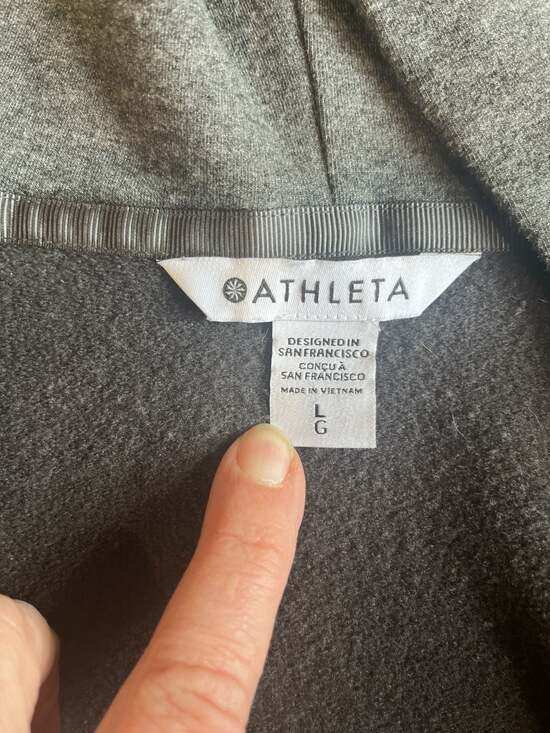 ATHLETA
DESIGNED IN
SAN FRANCISCO
CONÇU À
SAN FRANCISCO
MADE IN VIETNAM
L
G